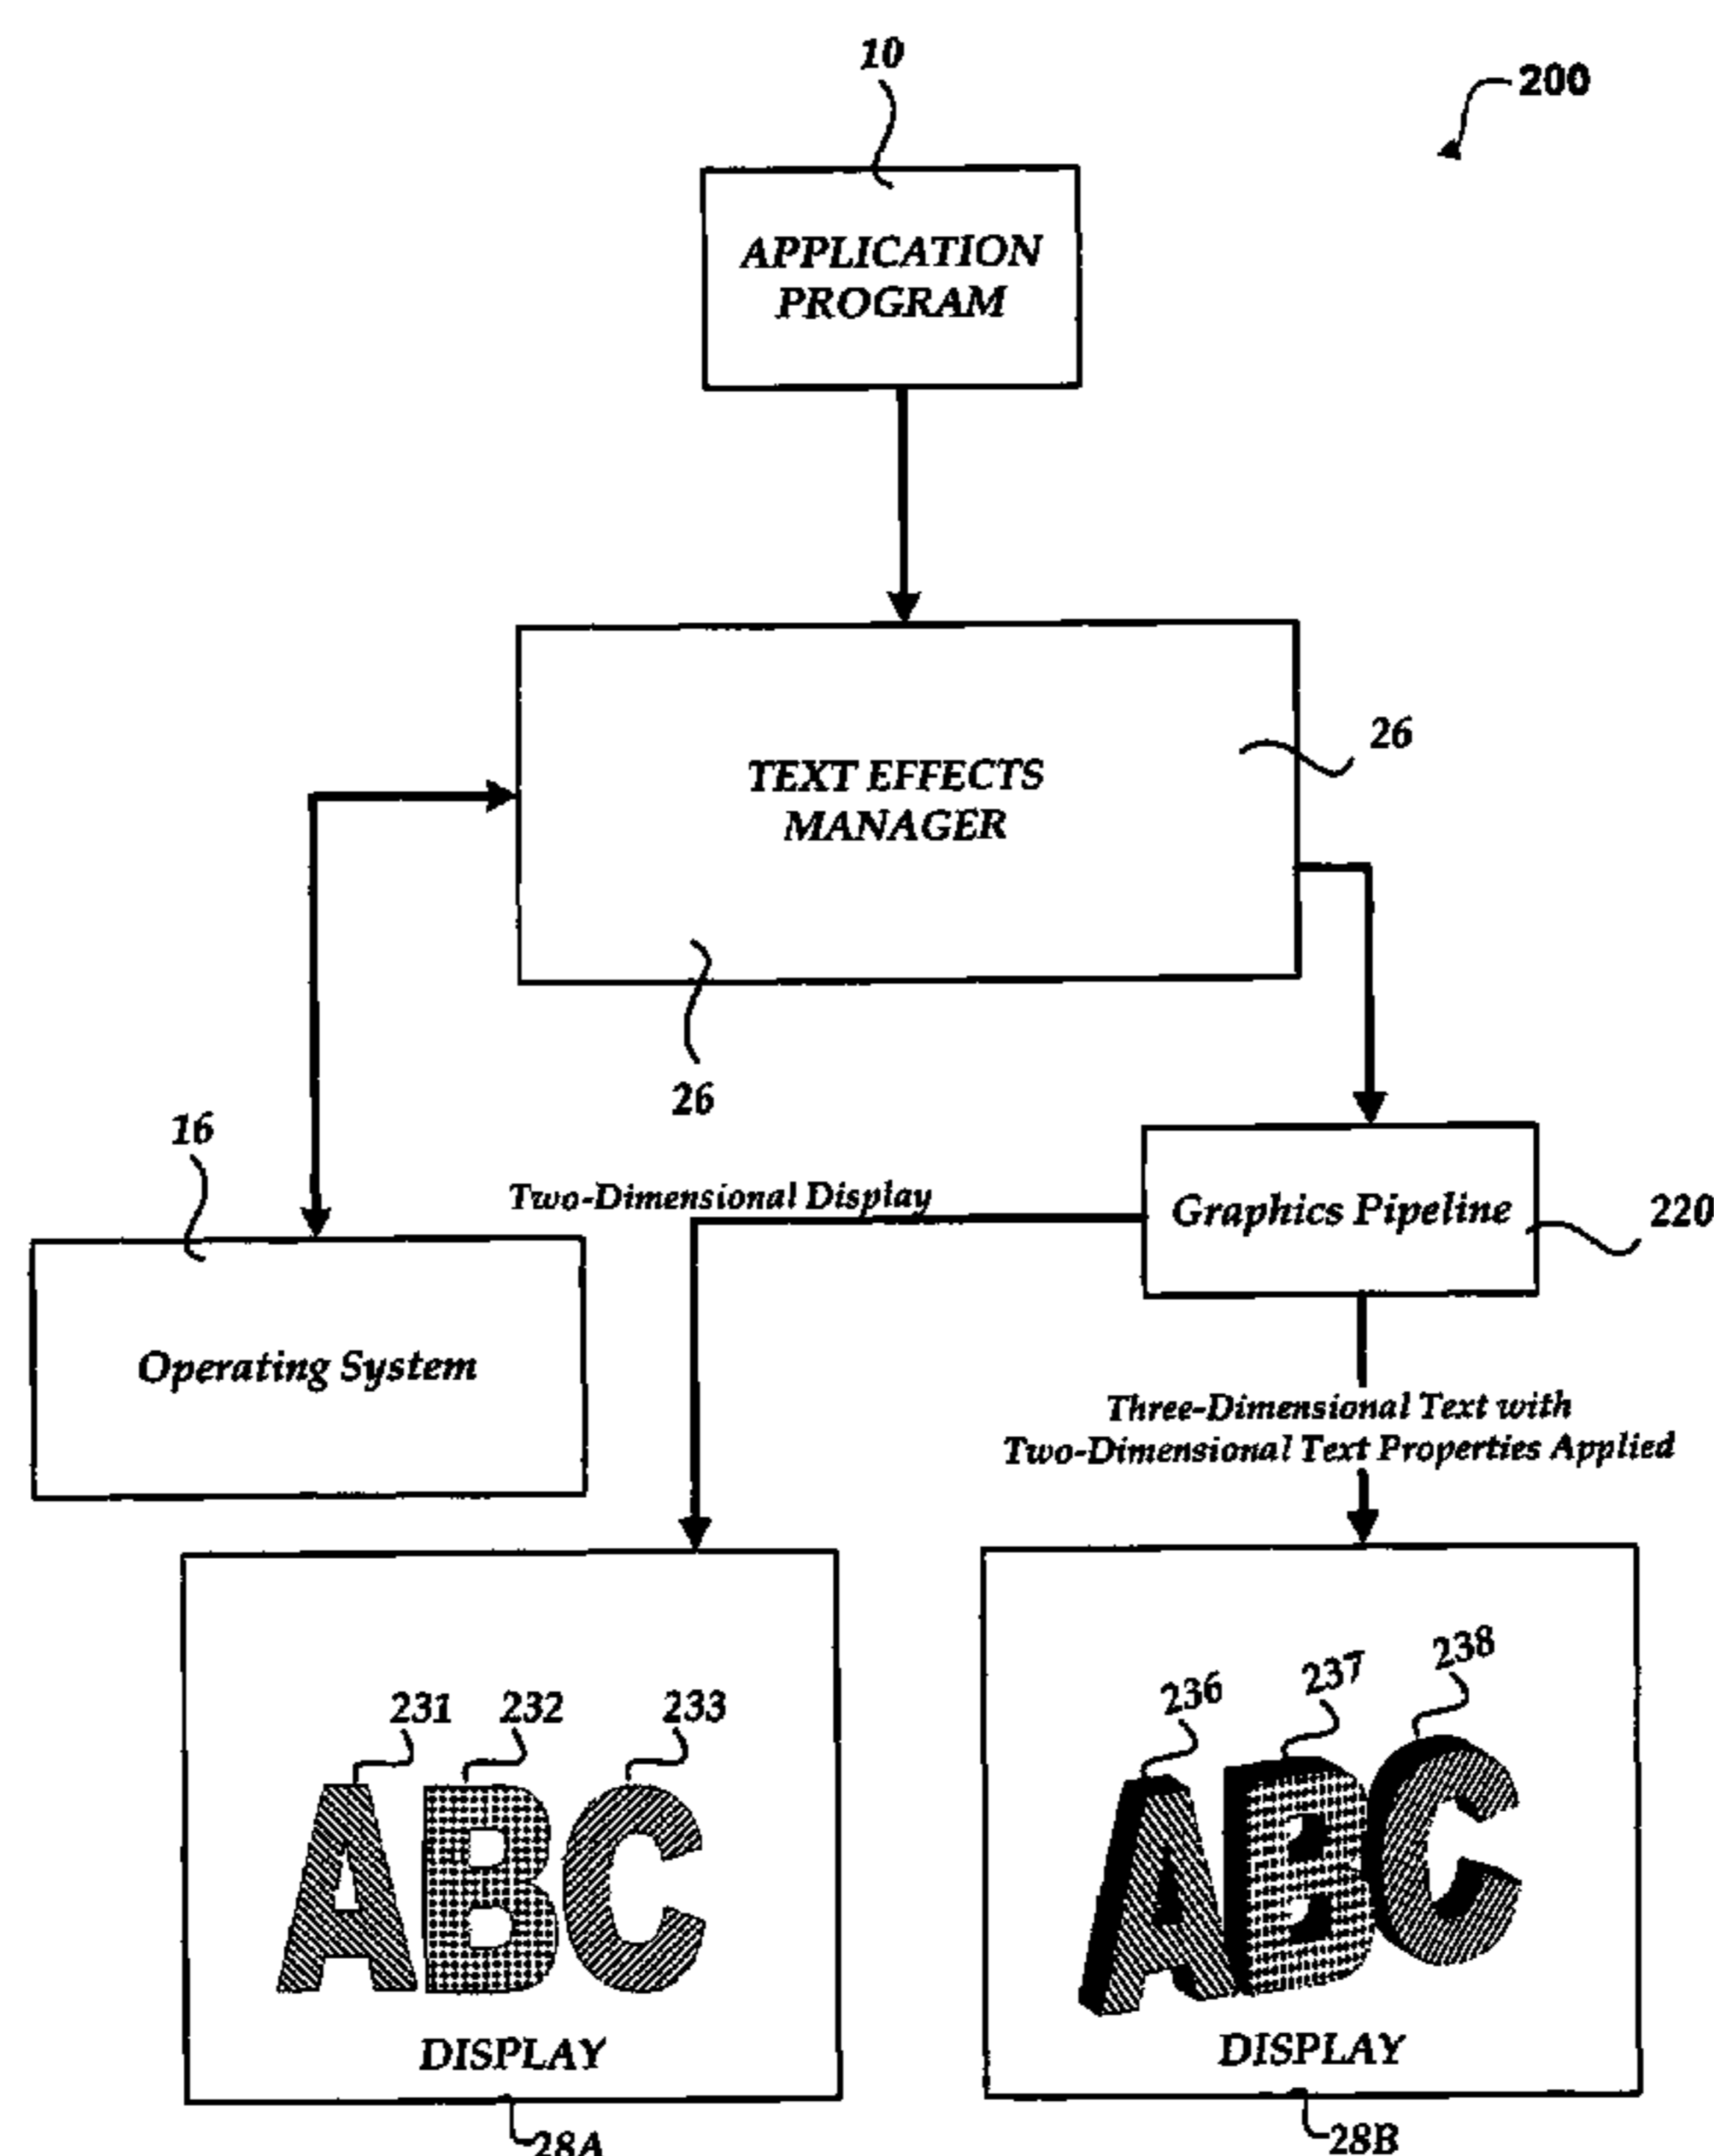 10
200
APPLICATION
PROGRAM
26
TEXT EFFECTS
MANAGER
26
16
Two-Dimensional Display
Graphics Pipeline
220
Operating System
Three-Dimensional Text with
Two-Dimensional Text Properties Applied
231 232 233
236 237 238
ABC
ABC
DISPLAY
DISPLAY
28A
28B